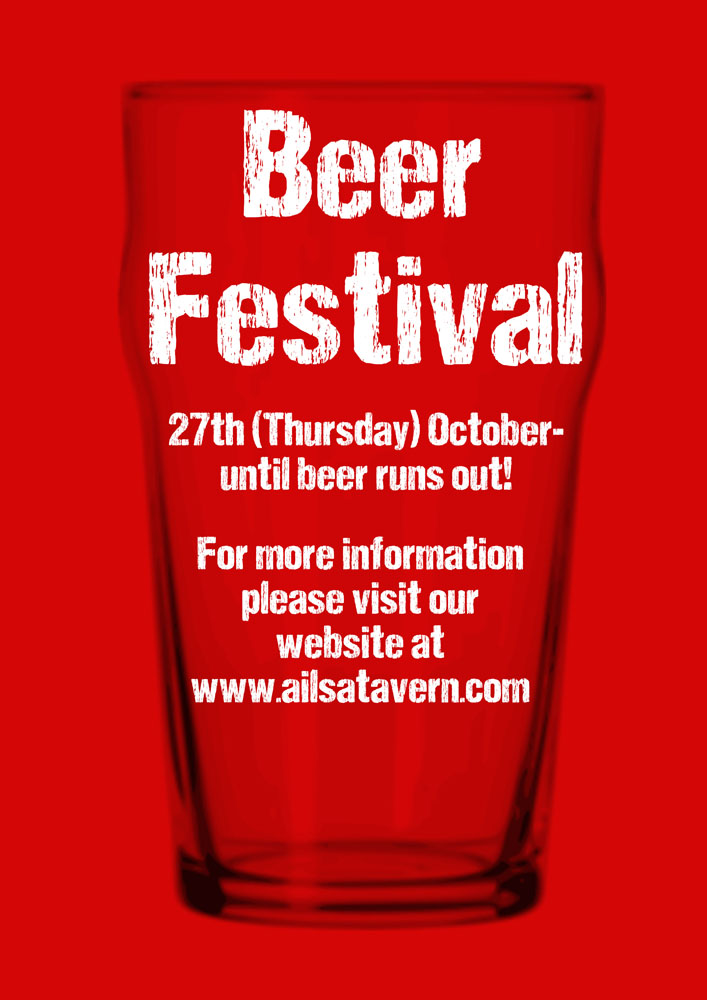 Beer
Festival
27th (Thursday) October-
until beer runs out!
For more information
please visit our
website at
www.ailsatavern.com